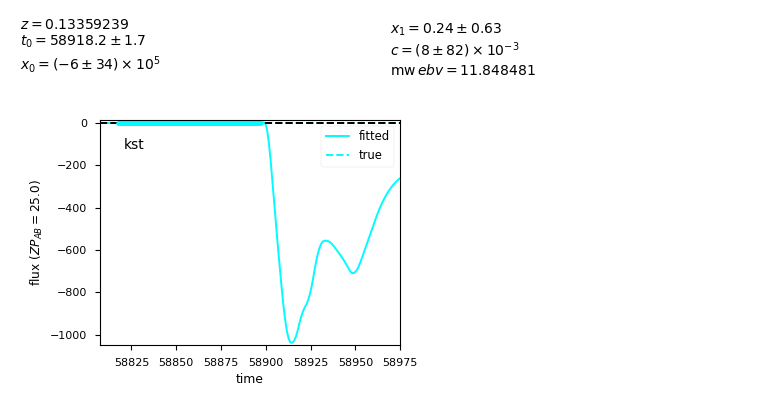 z = 0.13359239
t₀ = 58918.2 ± 1.7
x₀ = (−6 ± 34) × 10⁵
x₁ = 0.24 ± 0.63
c = (8 ± 82) × 10⁻³
mw ebv = 11.848481
kst
fitted
true
flux (ZP_{AB} = 25.0)
0
−200
−400
−600
−800
−1000
58825 58850 58875 58900 58925 58950 58975
time